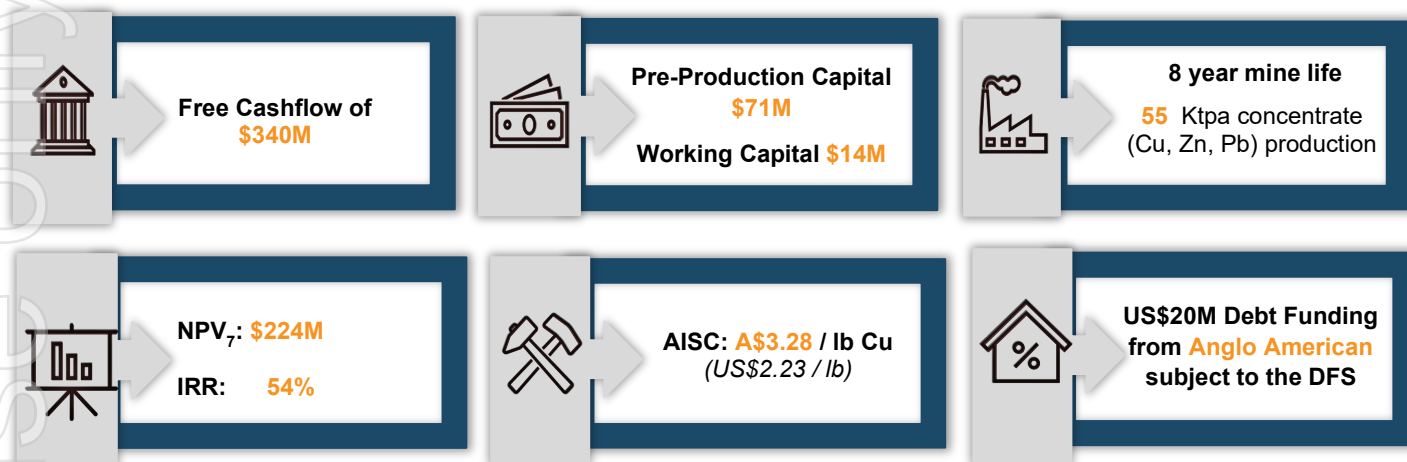 Free Cashflow of
$340M
Pre-Production Capital
$71M
Working Capital $14M
8 year mine life
55 Ktpa concentrate
(Cu, Zn, Pb) production
NPV7: $224M
IRR: 54%
AISC: A$3.28 / lb Cu
(US$2.23 / lb)
US$20M Debt Funding
from Anglo American
subject to the DFS